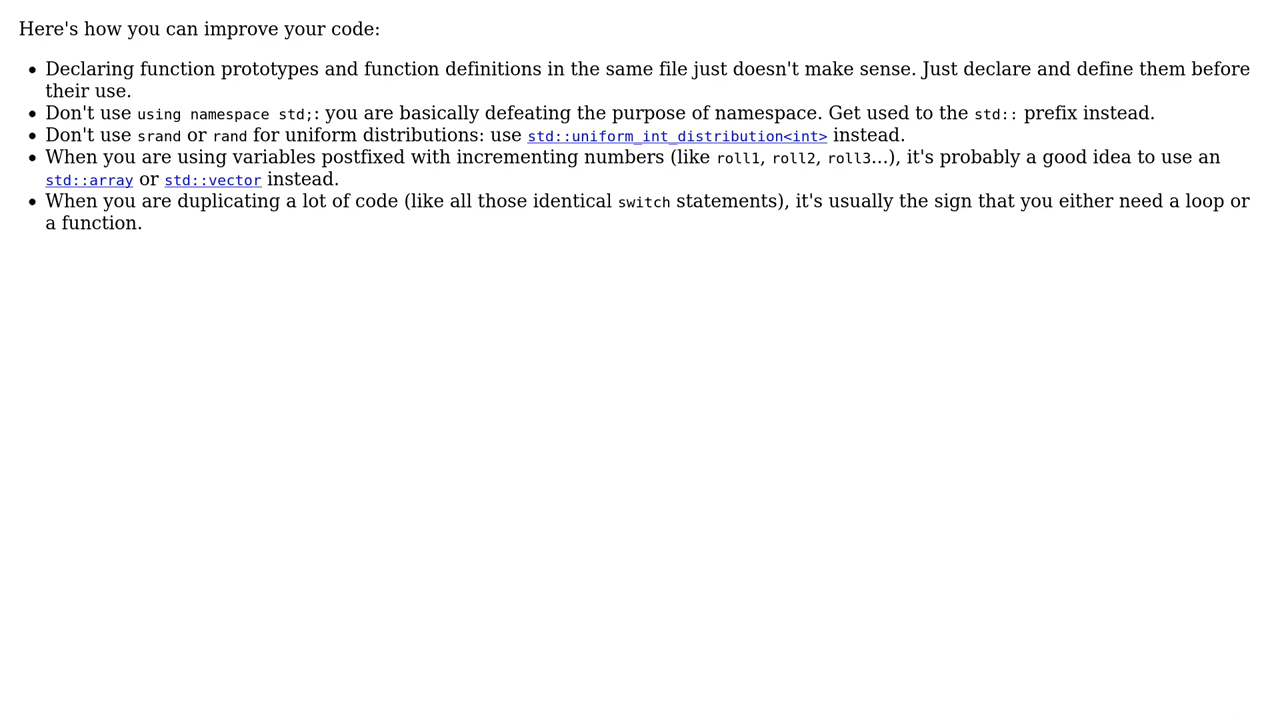 Here's how you can improve your code:
• Declaring function prototypes and function definitions in the same file just doesn't make sense. Just declare and define them before
their use.
• Don't use using namespace std;: you are basically defeating the purpose of namespace. Get used to the std:: prefix instead.
• Don't use srand or rand for uniform distributions: use std::uniform_int_distribution<int> instead.
• When you are using variables postfixed with incrementing numbers (like roll1, roll2, roll3...), it's probably a good idea to use an
std::array or std::vector instead.
• When you are duplicating a lot of code (like all those identical switch statements), it's usually the sign that you either need a loop or
a function.